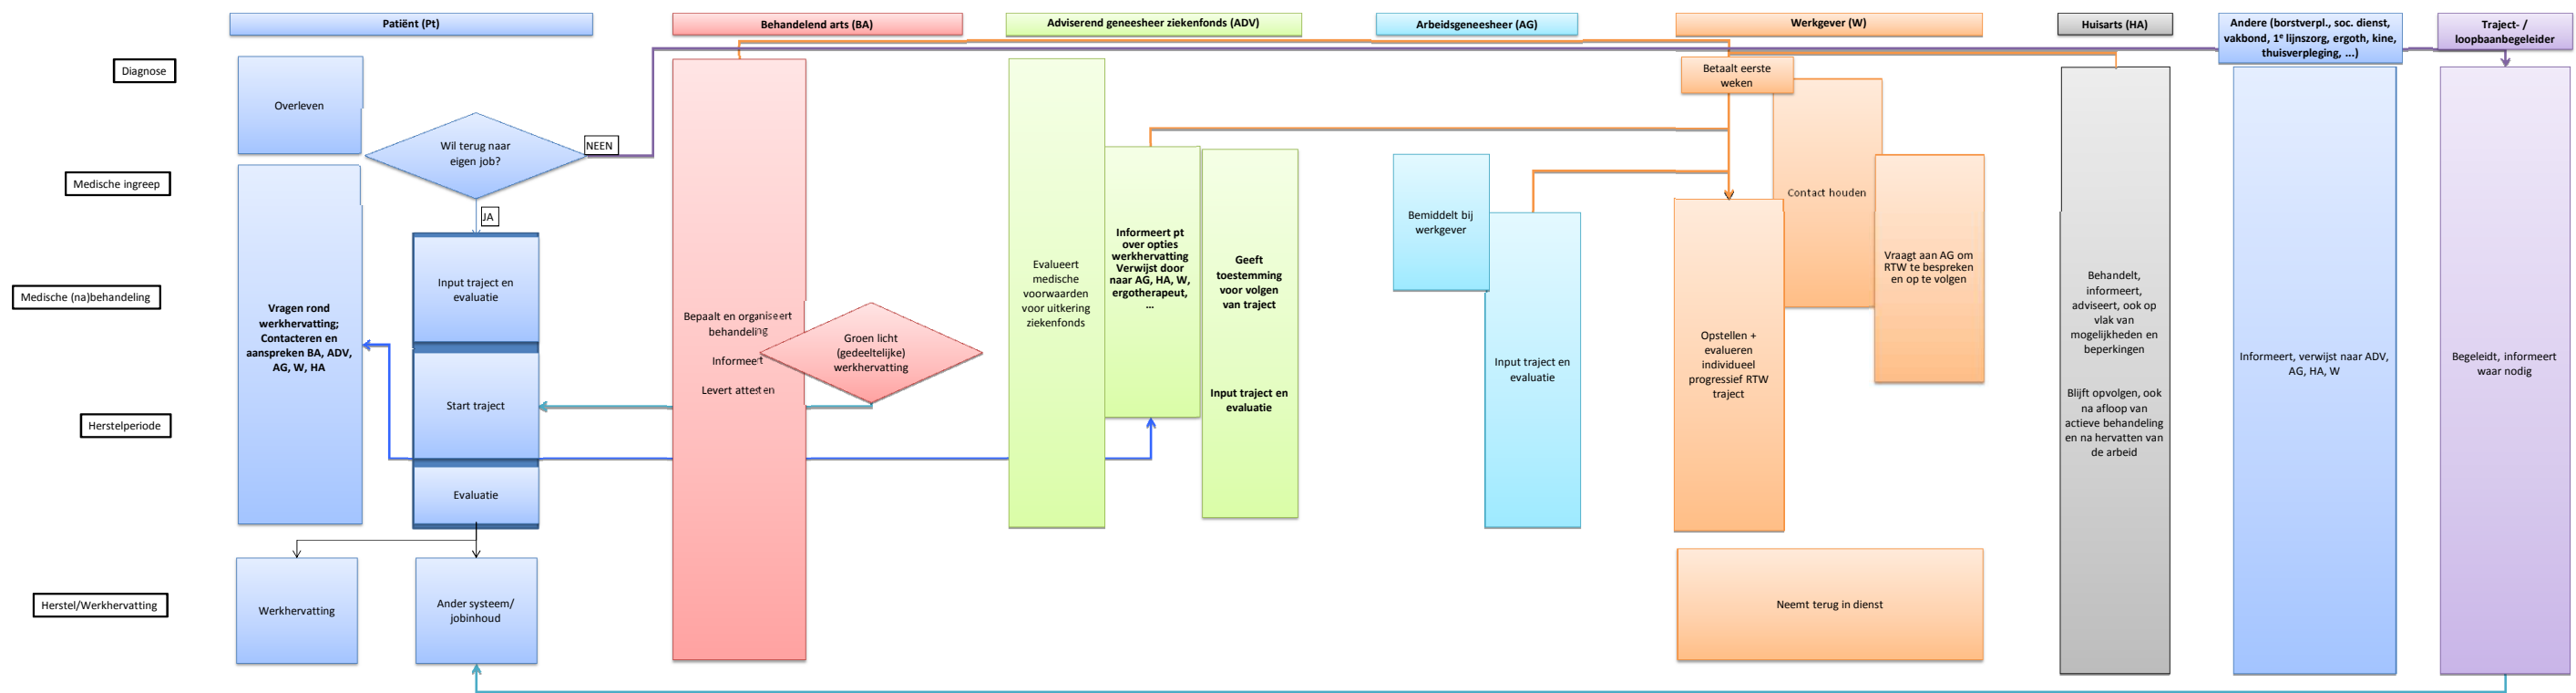 Patiënt (Pt)
Behandelend arts (BA)
Adviserend geneesheer ziekenfonds (ADV)
Arbeidsgeneesheer (AG)
Werkgever (W)
Huisarts (HA)
Andere (borstverpl., soc. dienst,
vakbond, 1e lijnszorg, ergoth, kine,
thuisverpleging, ...)
Traject- /
loopbaanbegeleider
Diagnose
Medische ingreep
Medische (na)behandeling
Herstelperiode
Herstel/Werkhervatting
Overleven
Wil terug naar
eigen job?
NEEN
JA
Vragen rond
werkhervatting;
Contacteren en
aanspreken BA, ADV,
AG, W, HA
Input traject en
evaluatie
Start traject
Evaluatie
Werkhervatting
Ander systeem/
jobinhoud
Bepaalt en organiseert
behandeling
Informeert
Levert attesten
Groen licht
(gedeeltelijke)
werkhervatting
Evalueert
medische
voorwaarden
voor uitkering
ziekenfonds
Informeert pt
over opties
werkhervatting
Verwijst door
naar AG, HA, W,
ergotherapeut,
...
Geeft
toestemming
voor volgen
van traject
Input traject en
evaluatie
Bemiddelt bij
werkgever
Input traject en
evaluatie
Betaalt eerste
weken
Contact houden
Vraagt aan AG om
RTW te bespreken
en op te volgen
Opstellen +
evalueren
individueel
progressief RTW
traject
Neemt terug in dienst
Behandelt,
informeert,
adviseert, ook op
vlak van
mogelijkheden en
beperkingen
Blijft opvolgen, ook
na afloop van
actieve behandeling
en na hervatten van
de arbeid
Informeert, verwijst naar ADV,
AG, HA, W
Begeleidt, informeert
waar nodig